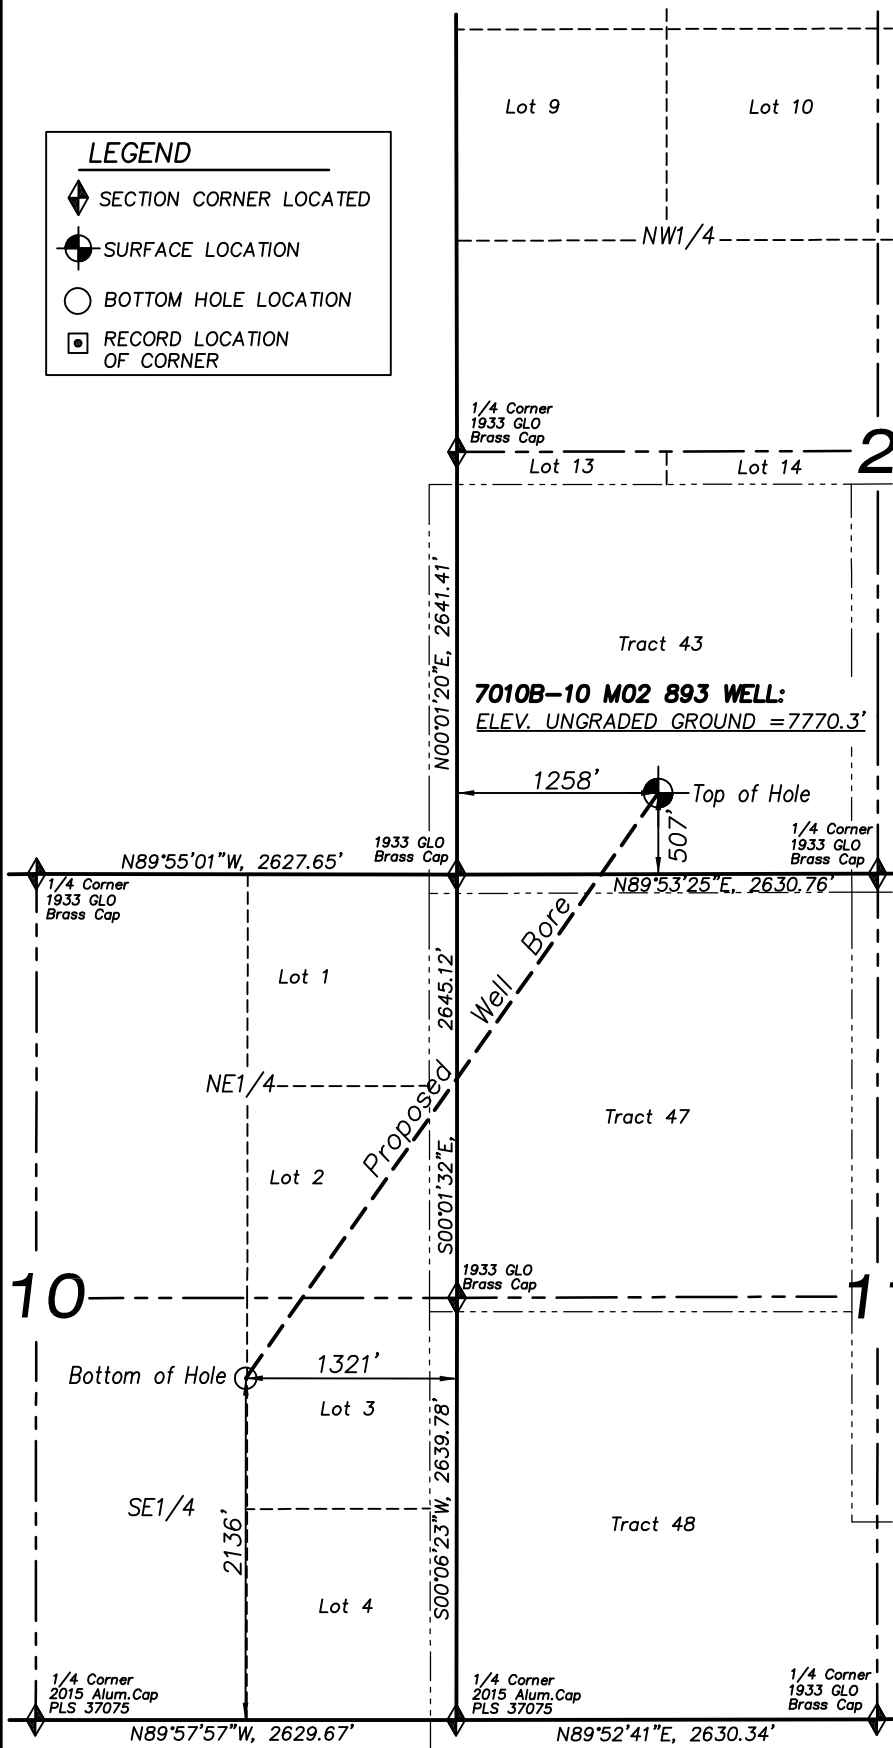 Lot 9
Lot 10
LEGEND
SECTION CORNER LOCATED
SURFACE LOCATION
BOTTOM HOLE LOCATION
RECORD LOCATION
OF CORNER
NW1/4
1/4 Corner
1933 GLO
Brass Cap
2
Lot 13
Lot 14
N00°01'20"E, 2641.41'
Tract 43
7010B-10 M02 893 WELL:
ELEV. UNGRADED GROUND =7770.3'
1258'
Top of Hole
507'
1933 GLO
Brass Cap
1/4 Corner
1933 GLO
Brass Cap
N89°55'01"W, 2627.65'
N89°53'25"E, 2630.76'
1/4 Corner
1933 GLO
Brass Cap
Lot 1
Proposed Well Bore
S00°01'32"E, 2645.12'
NE1/4
Tract 47
Lot 2
1933 GLO
Brass Cap
10
11
Bottom of Hole
1321'
Lot 3
S00°06'23"W, 2639.78'
SE1/4
2136'
Tract 48
Lot 4
1/4 Corner
2015 Alum.Cap
PLS 37075
1/4 Corner
2015 Alum.Cap
PLS 37075
1/4 Corner
1933 GLO
Brass Cap
N89°57'57"W, 2629.67'
N89°52'41"E, 2630.34'